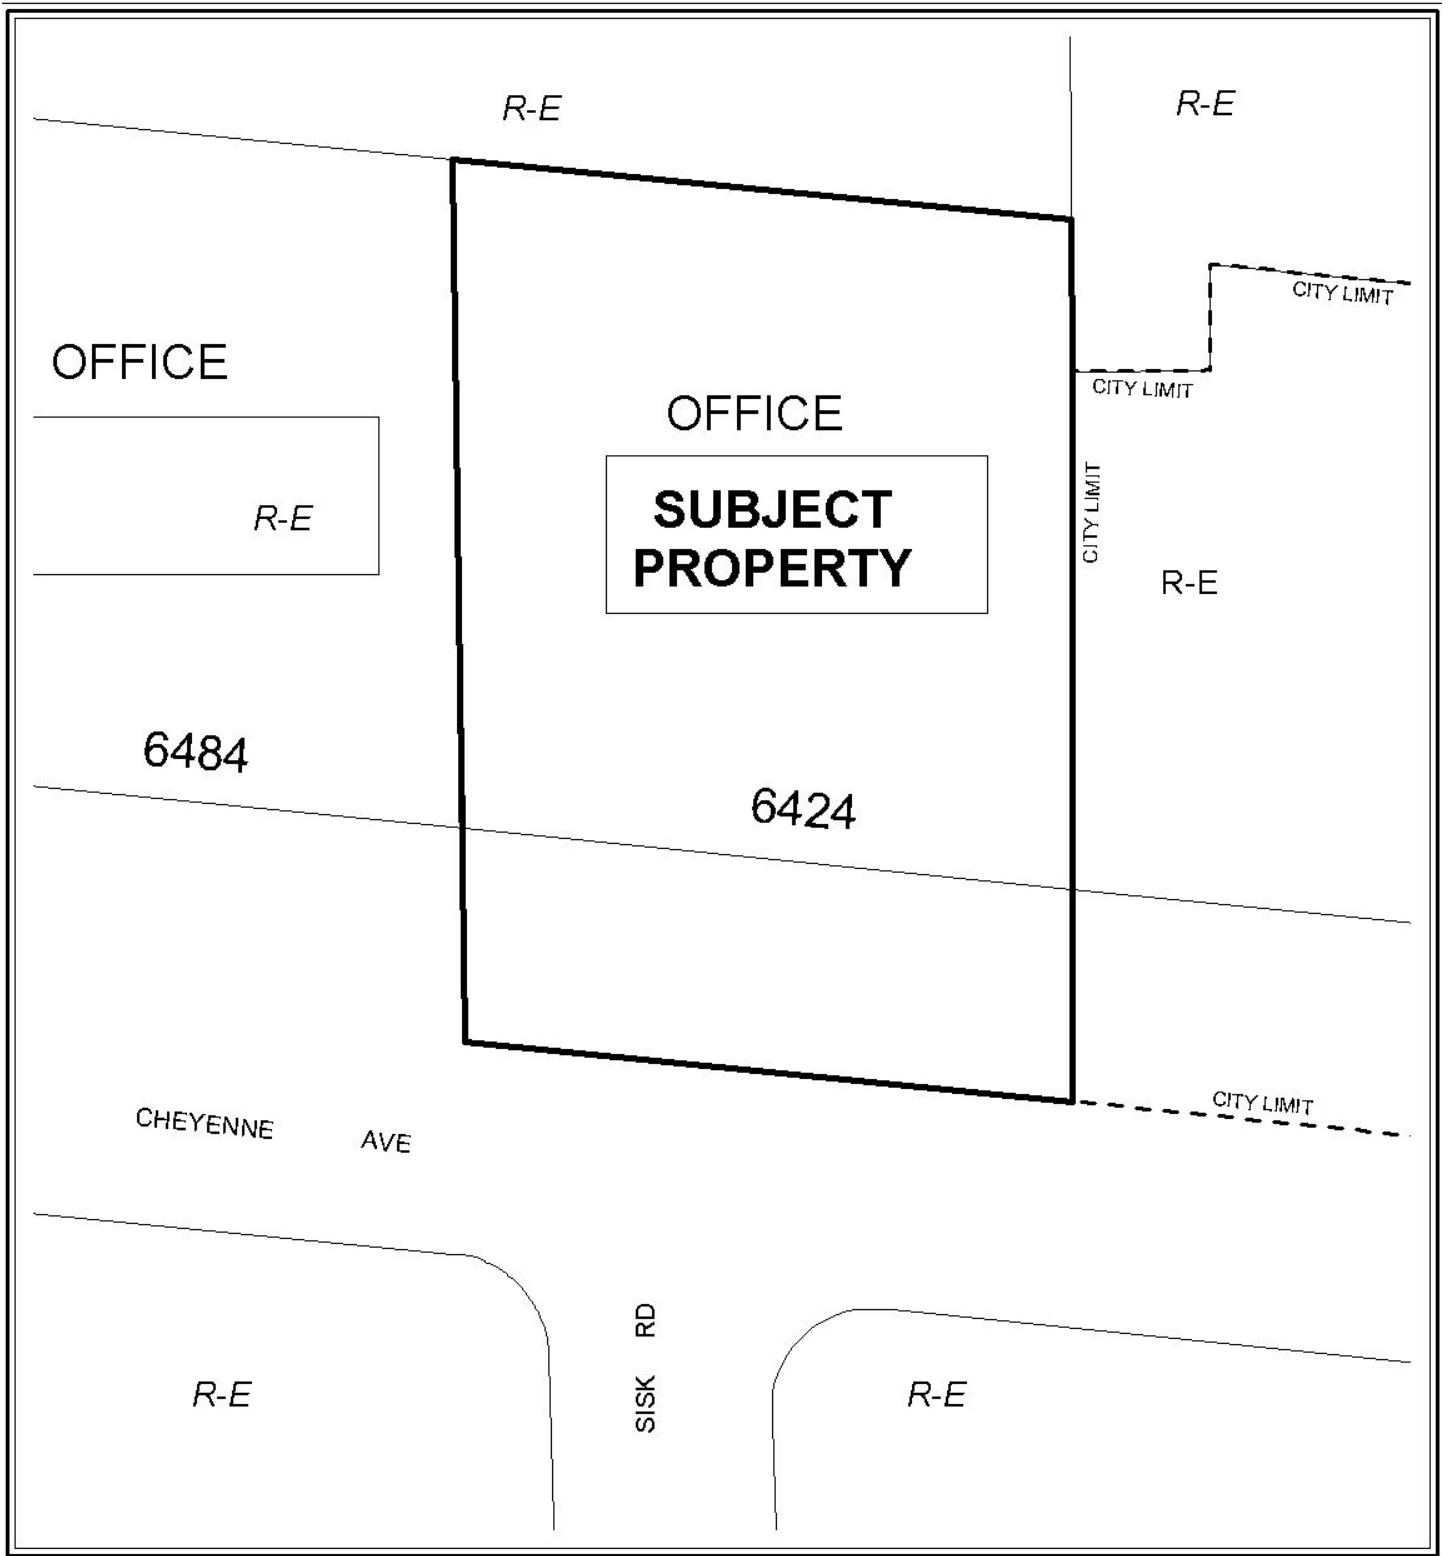 R-E
R-E
CITY LIMIT
CITY LIMIT
OFFICE
OFFICE
CITY LIMIT
SUBJECT
PROPERTY
R-E
R-E
6484
6424
CITY LIMIT
CHEYENNE AVE
SISK RD
R-E
R-E